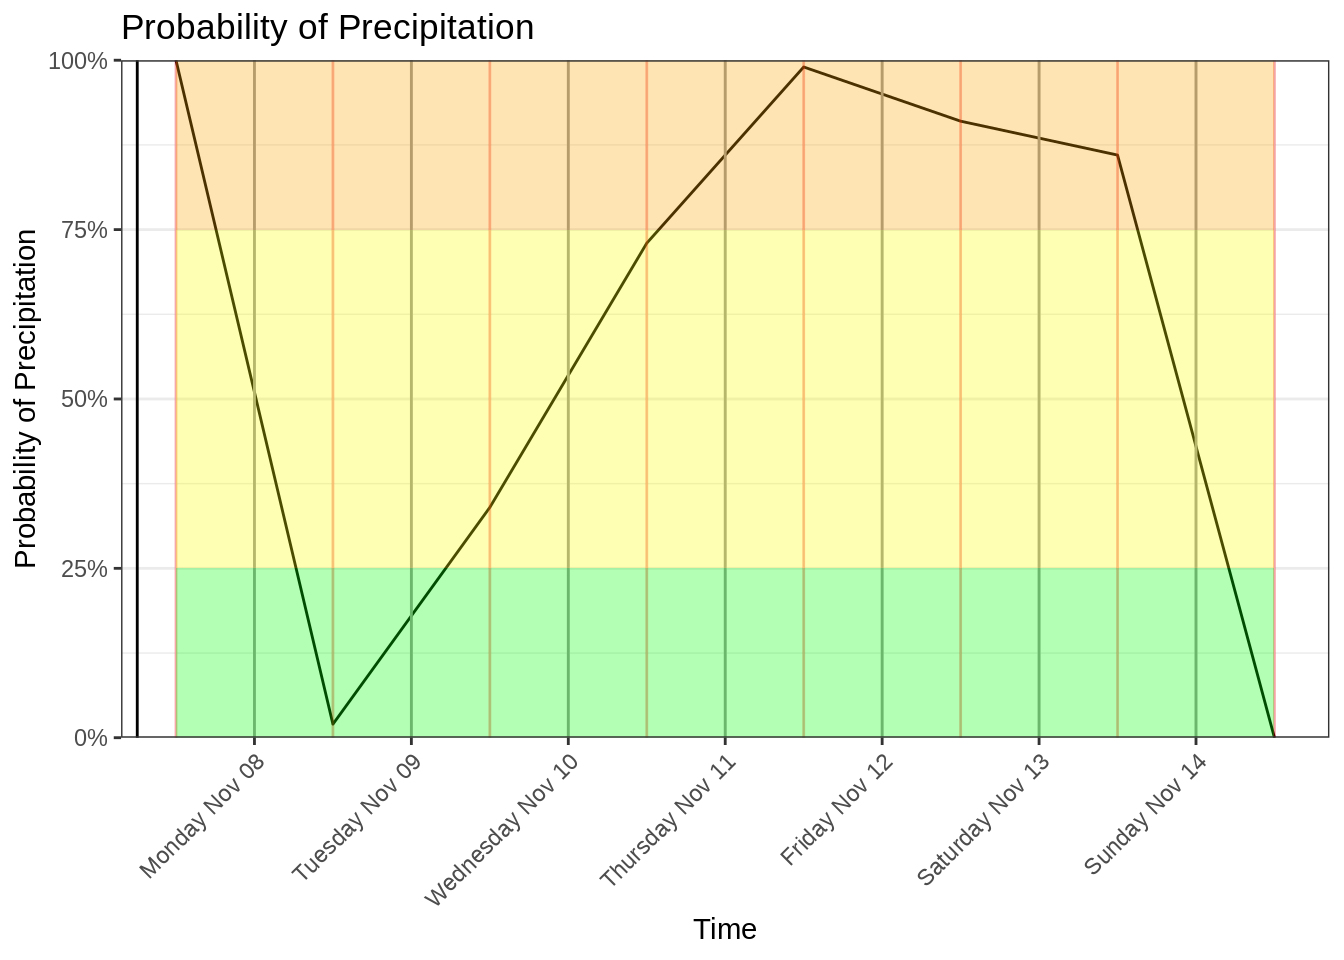 Probability of Precipitation
Probability of Precipitation
100%
75%
50%
25%
0%
Monday Nov 08
Tuesday Nov 09
Wednesday Nov 10
Thursday Nov 11
Friday Nov 12
Saturday Nov 13
Sunday Nov 14
Time